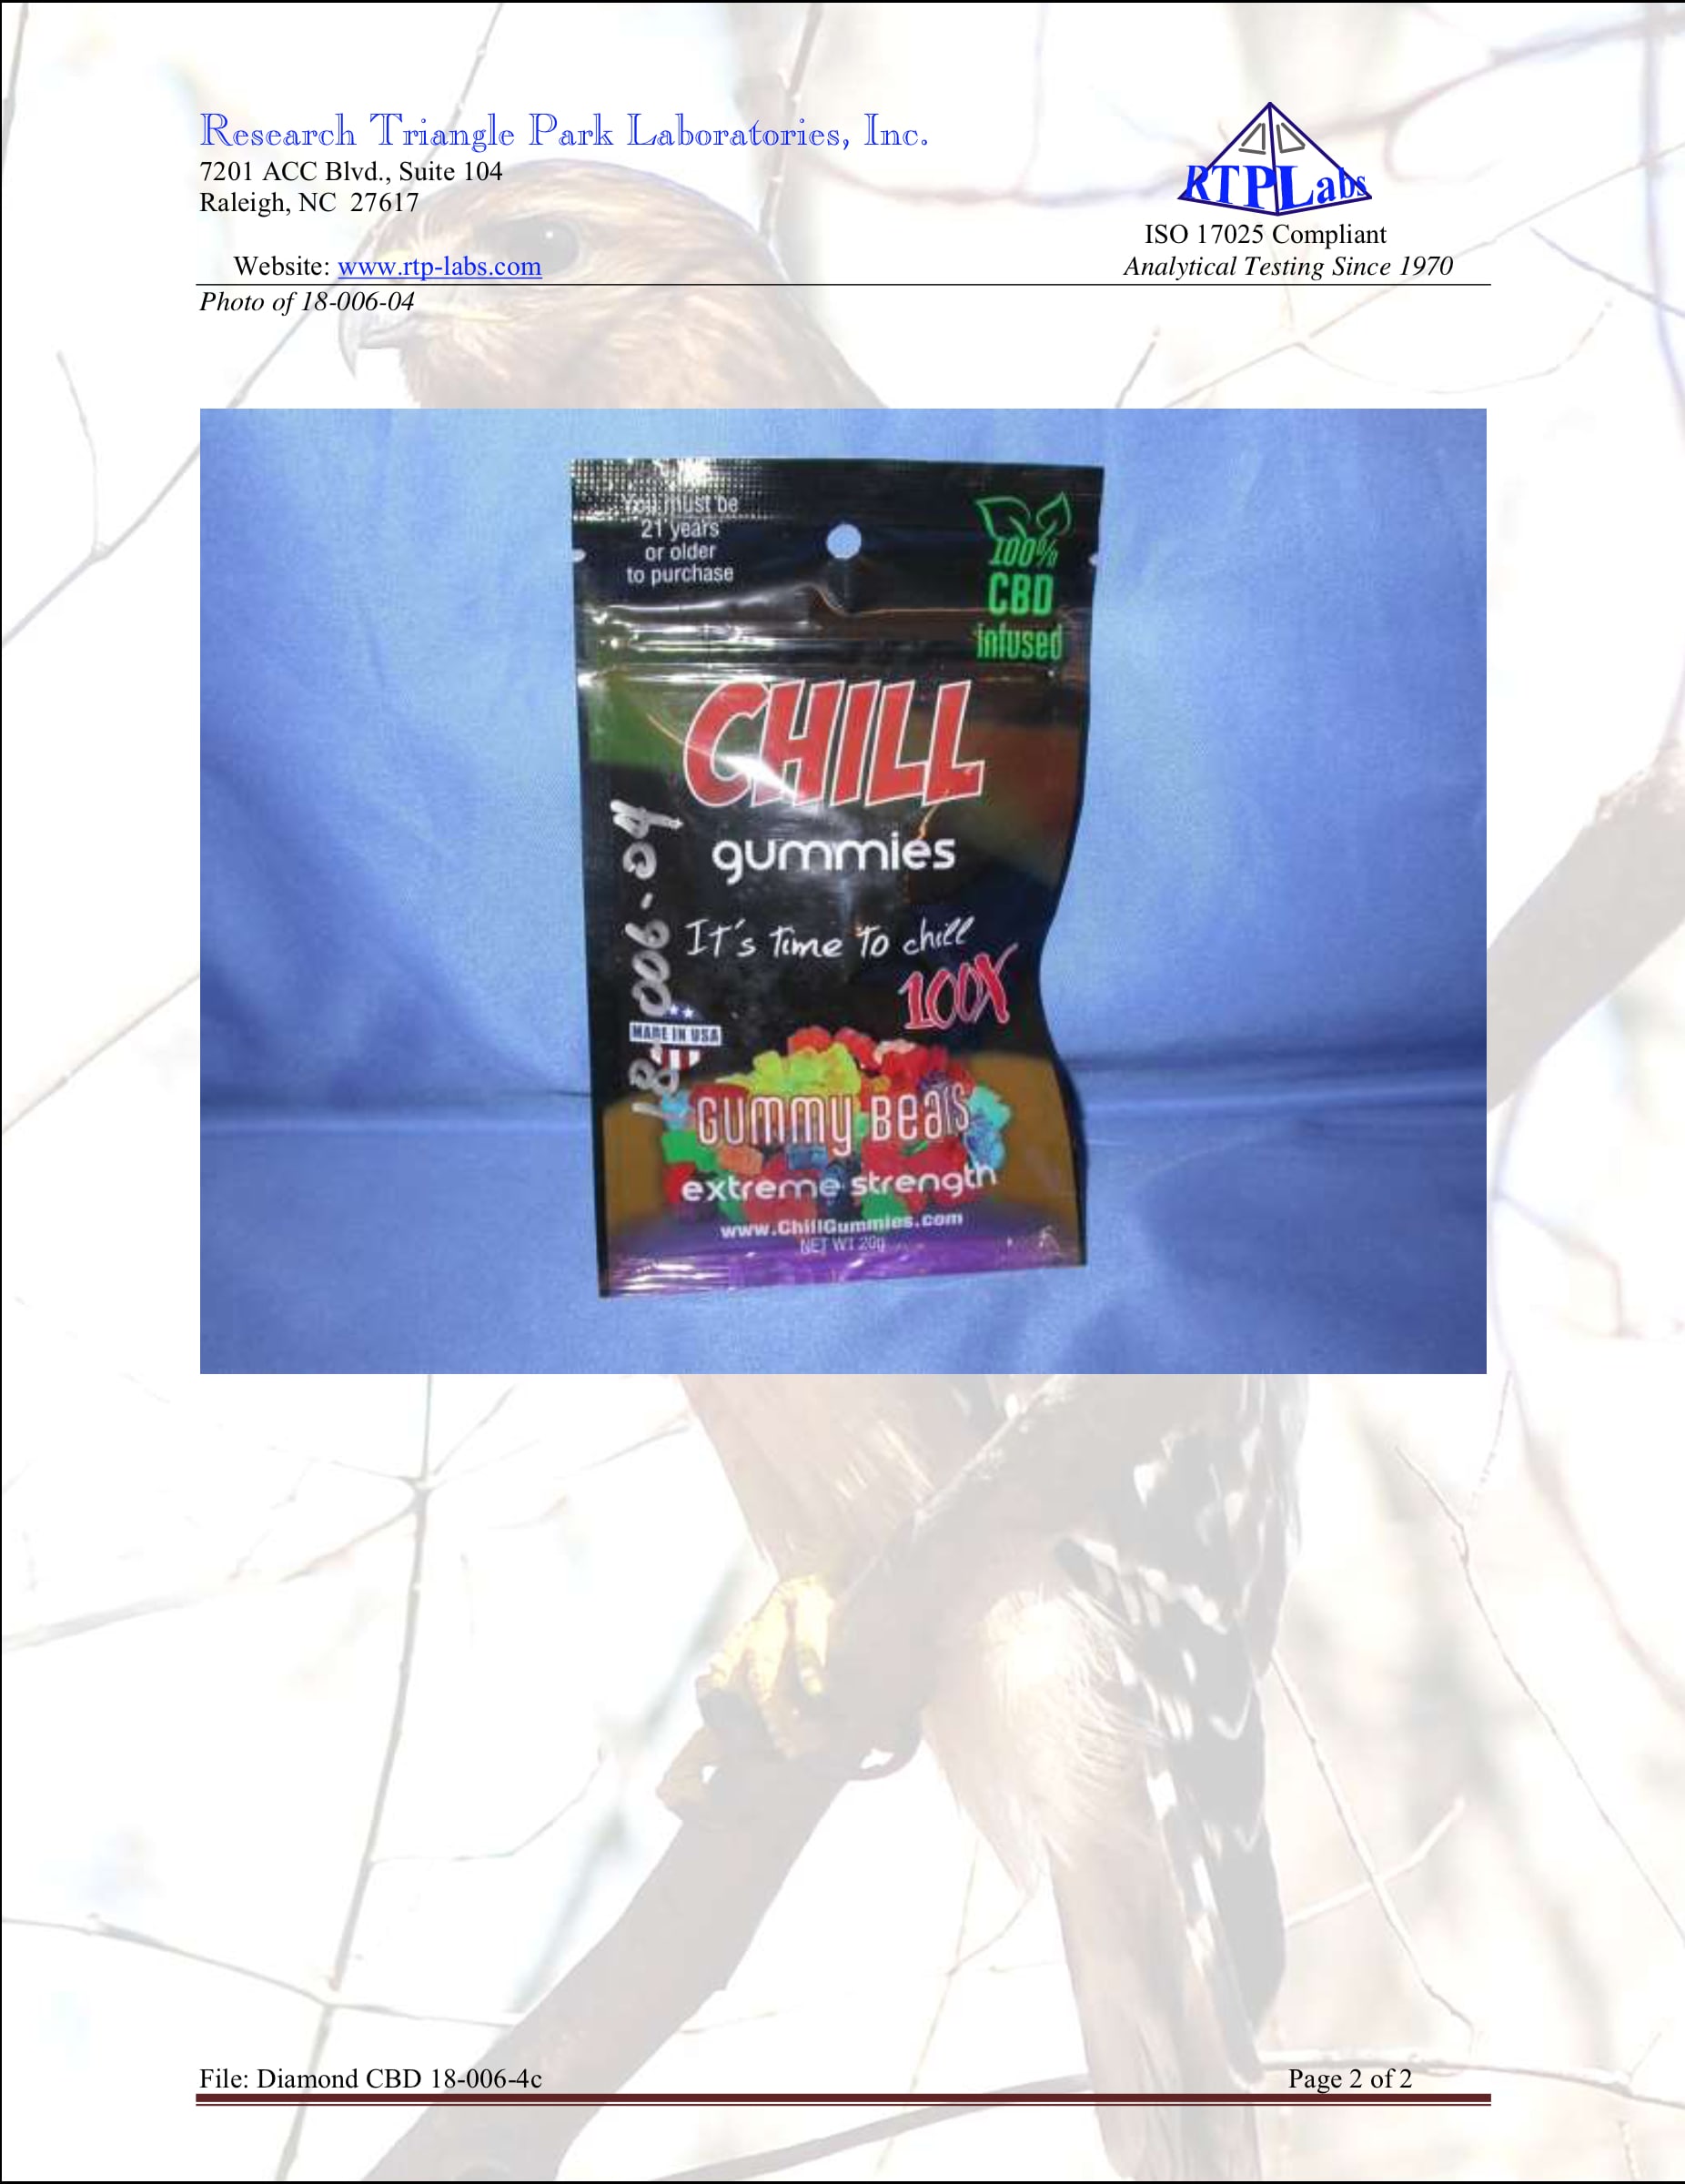 Research Triangle Park Laboratories, Inc.
7201 ACC Blvd., Suite 104
Raleigh, NC 27617
Website: www.rtp-labs.com
RTPLabs
ISO 17025 Compliant
Analytical Testing Since 1970
Photo of 18-006-04
You must be
21 years
or older
to purchase
100%
CBD
infused
CHILL
gummies
It's Time To chill
100X
18-006-04
MADE IN USA
Gummy Bears
extreme strength
www.ChillGummies.com
NET WT 20g
File: Diamond CBD 18-006-4c
Page 2 of 2